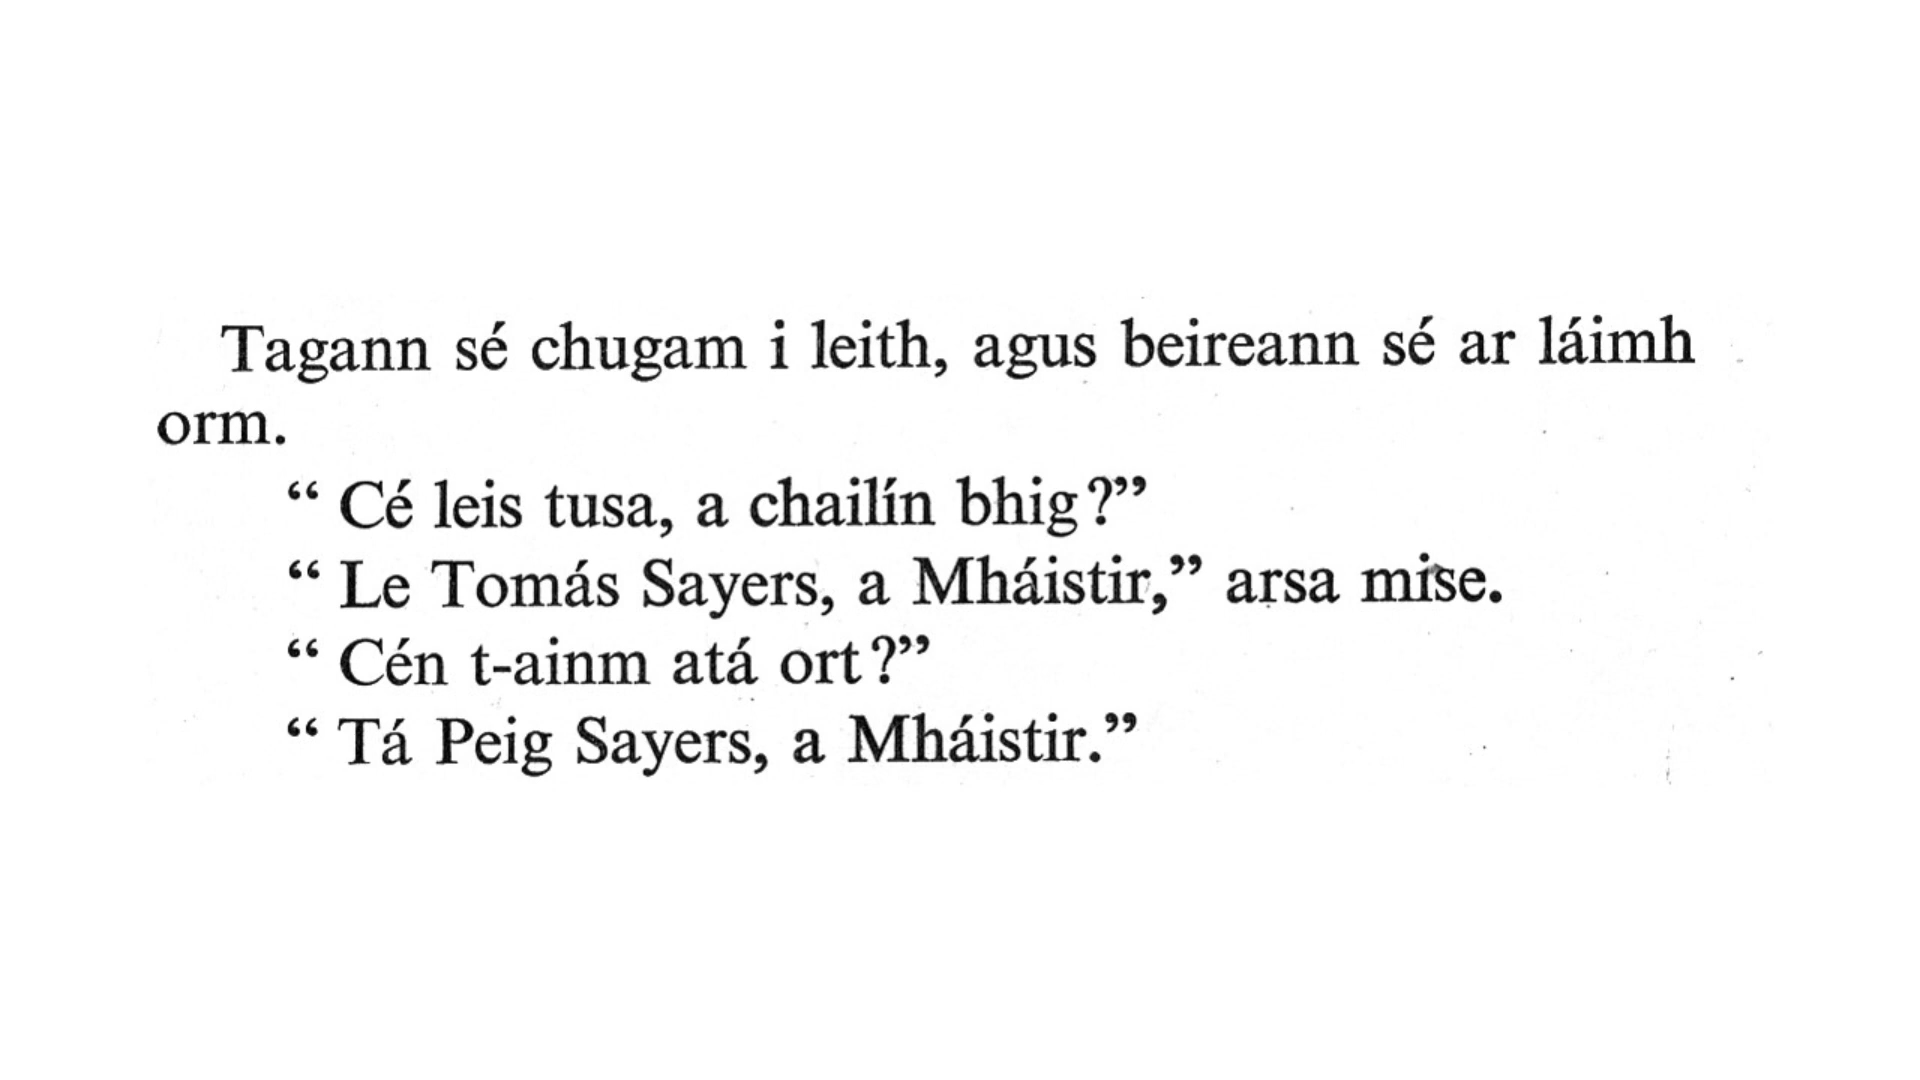 Tagann sé chugam i leith, agus beireann sé ar láimh
orm.
“ Cé leis tusa, a chailín bhig?”
“ Le Tomás Sayers, a Mháistir,” arsa mise.
“ Cén t-ainm atá ort?”
“ Tá Peig Sayers, a Mháistir.”